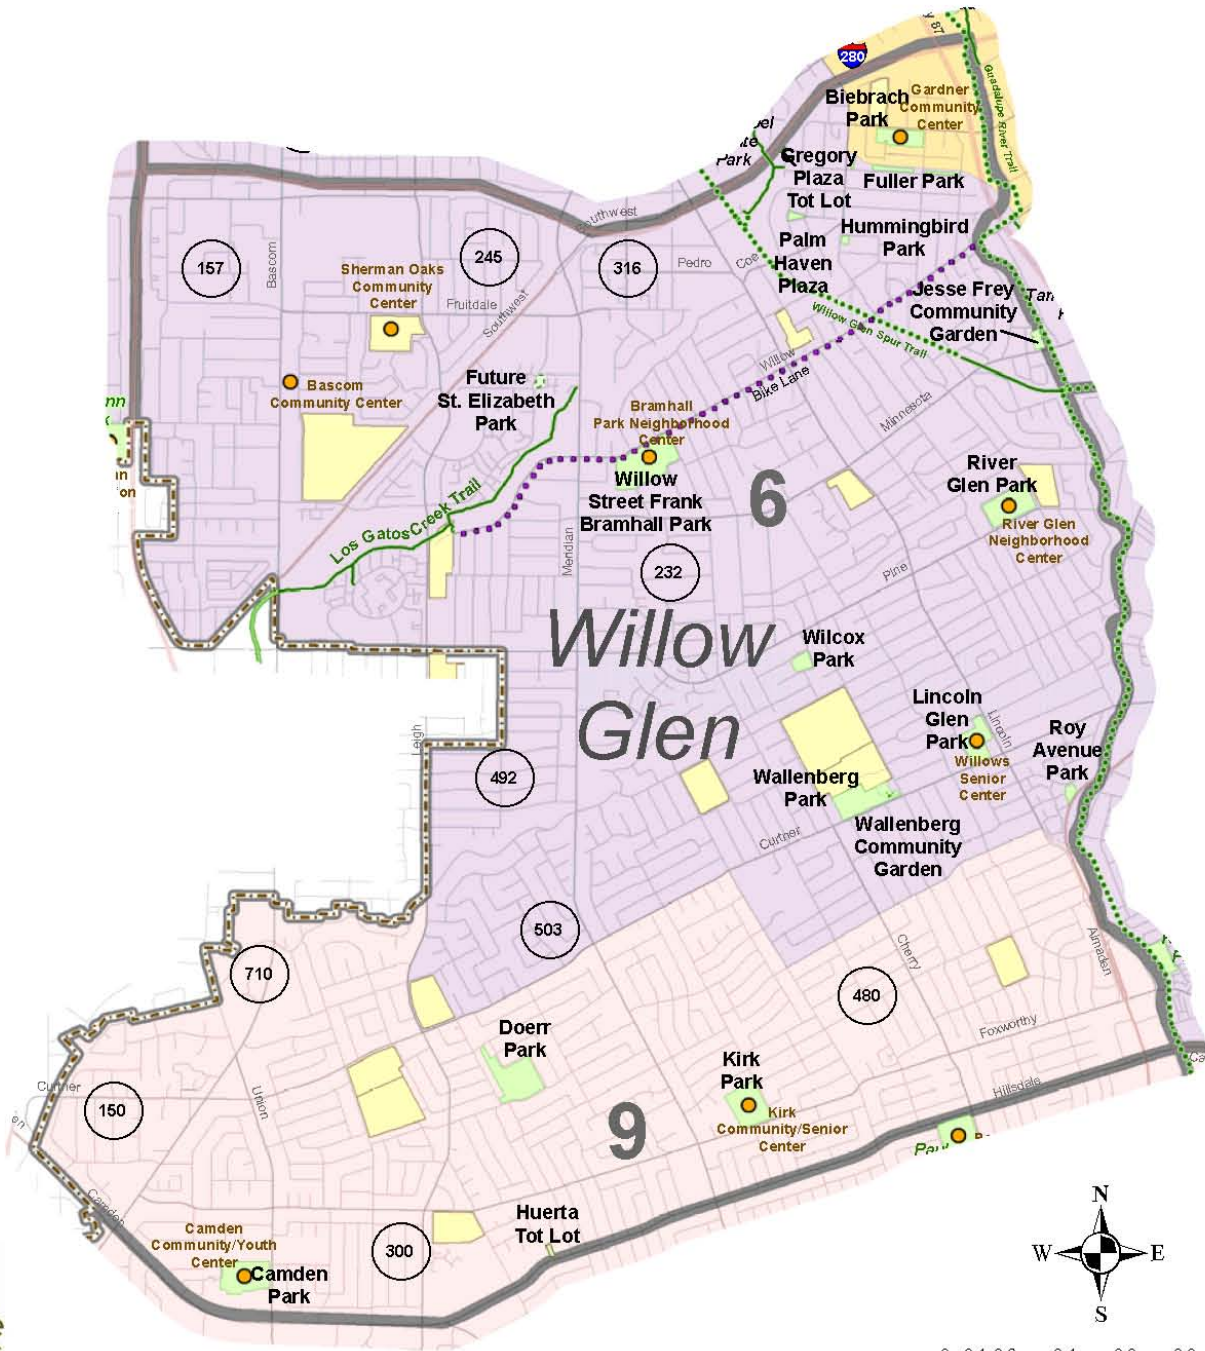 y 87
280
Guadalupe River Trail
Biebrach
Park
Gardner
Community
Center
Park
Gregory
Plaza
Tot Lot
Fuller Park
Hummingbird
Park
Palm
Haven
Plaza
Southwest
157
Bascom
245
316
Pedro
Coe
Sherman Oaks
Community
Center
Fruitdale
Southwest
Jesse Frey
Community
Garden
Willow Glen Spur Trail
Willow
Bike Lane
Bascom
Community Center
Future
St. Elizabeth
Park
Bramhall
Park Neighborhood
Center
Minnesota
Willow
Street Frank
Bramhall Park
6
River
Glen Park
River Glen
Neighborhood
Center
Los Gatos Creek Trail
Meridian
232
Pine
Willow
Glen
Wilcox
Park
Lincoln
Glen
Park
Lincoln
Willows
Senior
Center
Roy
Avenue
Park
Leigh
492
Wallenberg
Park
Curtner
Wallenberg
Community
Garden
503
Cherry
Almaden
710
480
Foxworthy
Doerr
Park
Kirk
Park
Kirk
Community/Senior
Center
Hillsdale
Curtner
150
Union
9
Camden
Camden
Community/Youth
Center
Camden
Park
300
Huerta
Tot Lot
N
W
E
S